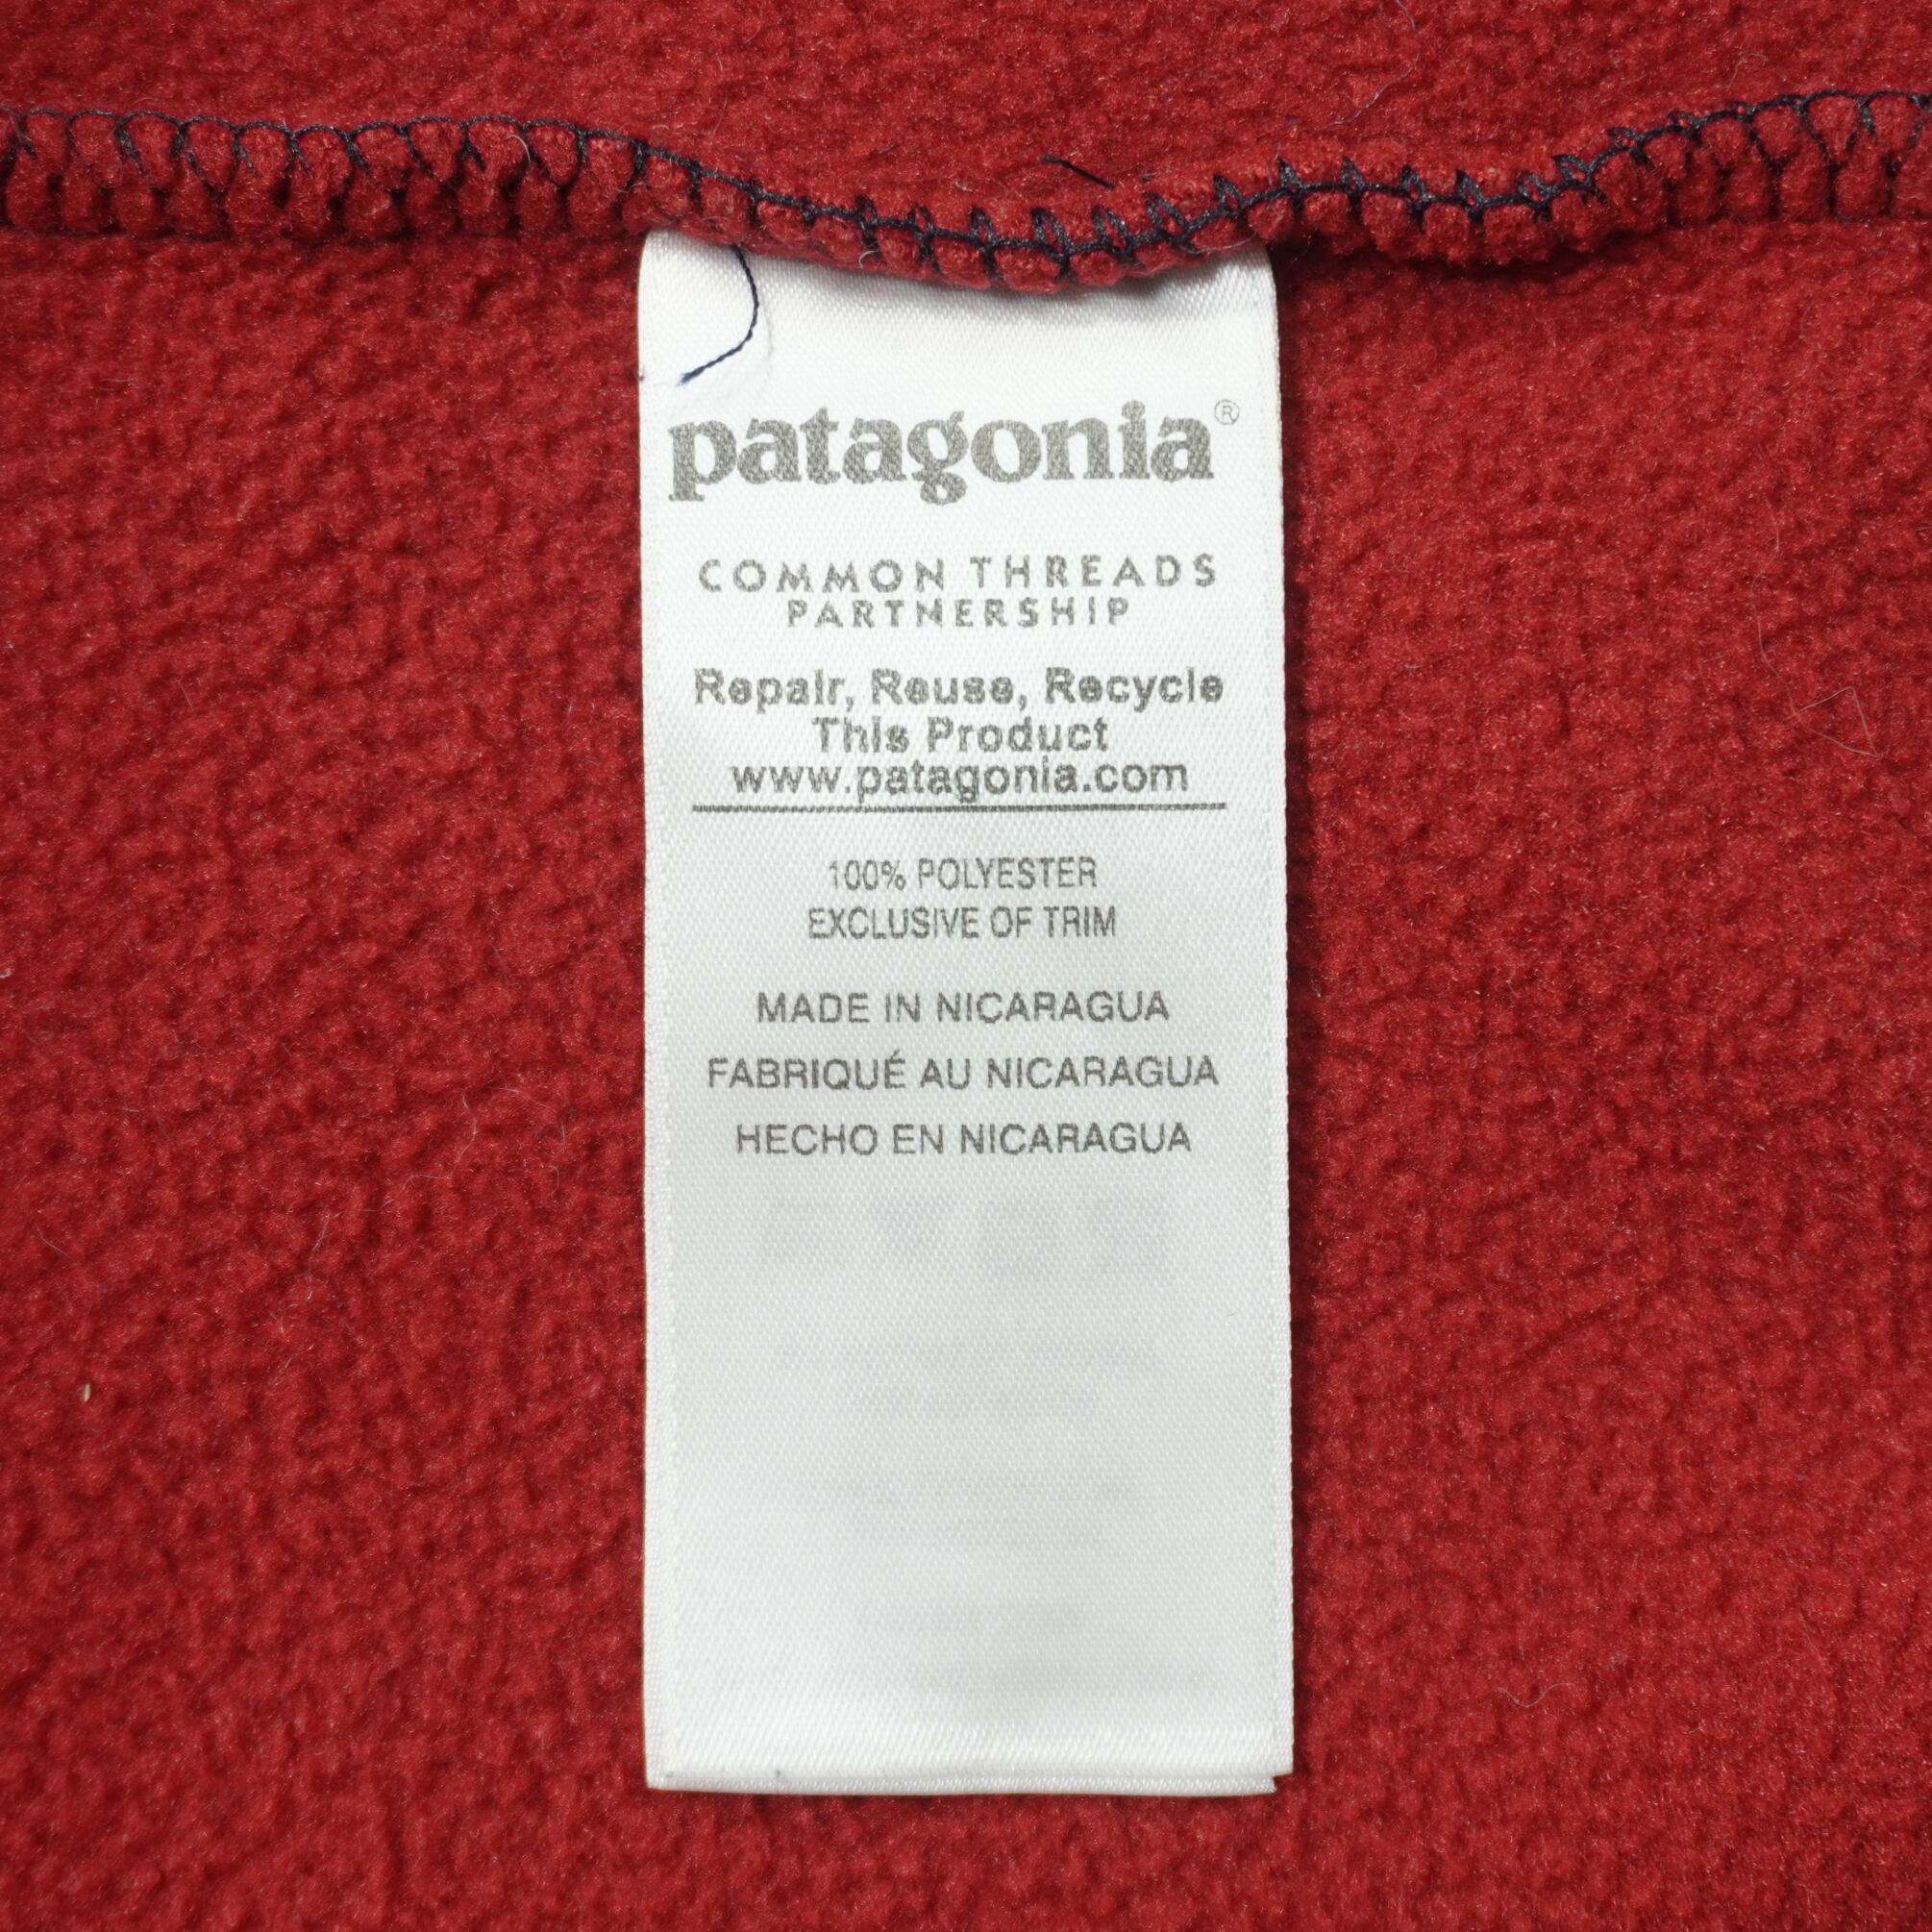 patagonia®
COMMON THREADS
PARTNERSHIP
Repair, Reuse, Recycle
This Product
www.patagonia.com
100% POLYESTER
EXCLUSIVE OF TRIM
MADE IN NICARAGUA
FABRIQUÉ AU NICARAGUA
HECHO EN NICARAGUA